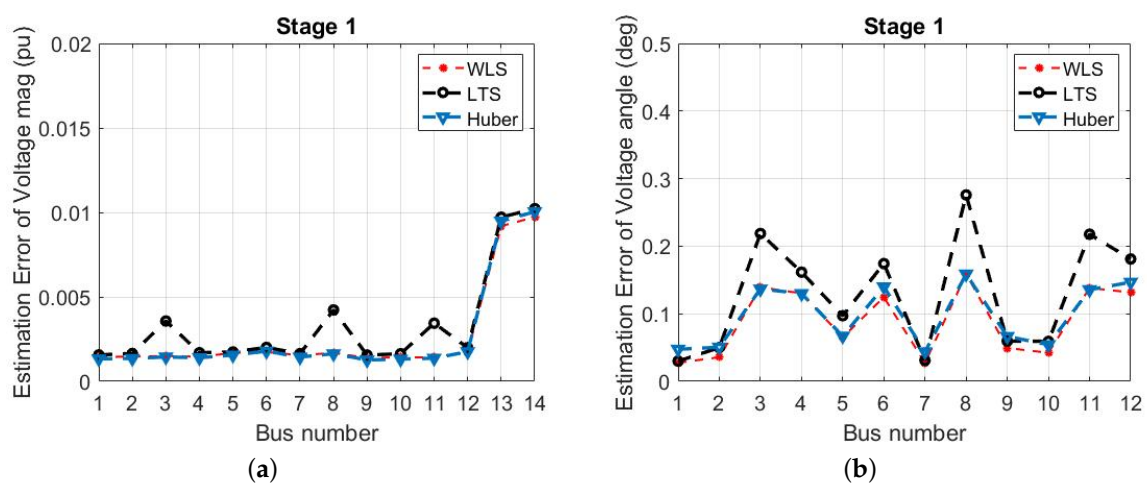 Stage 1
Estimation Error of Voltage mag (pu)
0.02
0.015
0.01
0.005
0
WLS
LTS
Huber
1 2 3 4 5 6 7 8 9 10 11 12 13 14
Bus number
(a)
Stage 1
Estimation Error of Voltage angle (deg)
0.5
0.4
0.3
0.2
0.1
0
WLS
LTS
Huber
1 2 3 4 5 6 7 8 9 10 11 12
Bus number
(b)